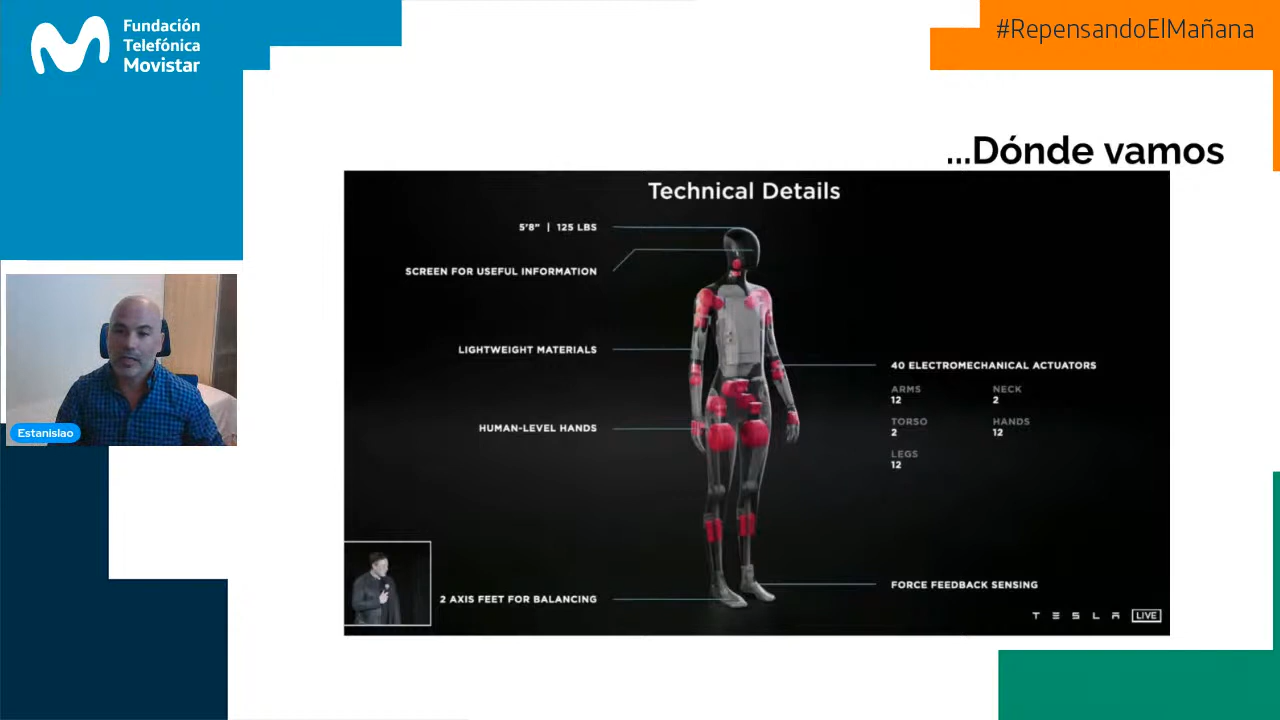 Fundación
Telefónica
Movistar
#RepensandoElMañana
...Dónde vamos
Technical Details
5'8" | 125 LBS
SCREEN FOR USEFUL INFORMATION
LIGHTWEIGHT MATERIALS
40 ELECTROMECHANICAL ACTUATORS
ARMS
12
NECK
2
TORSO
2
HANDS
12
LEGS
12
HUMAN-LEVEL HANDS
Estanislao
2 AXIS FEET FOR BALANCING
FORCE FEEDBACK SENSING
TESLA LIVE